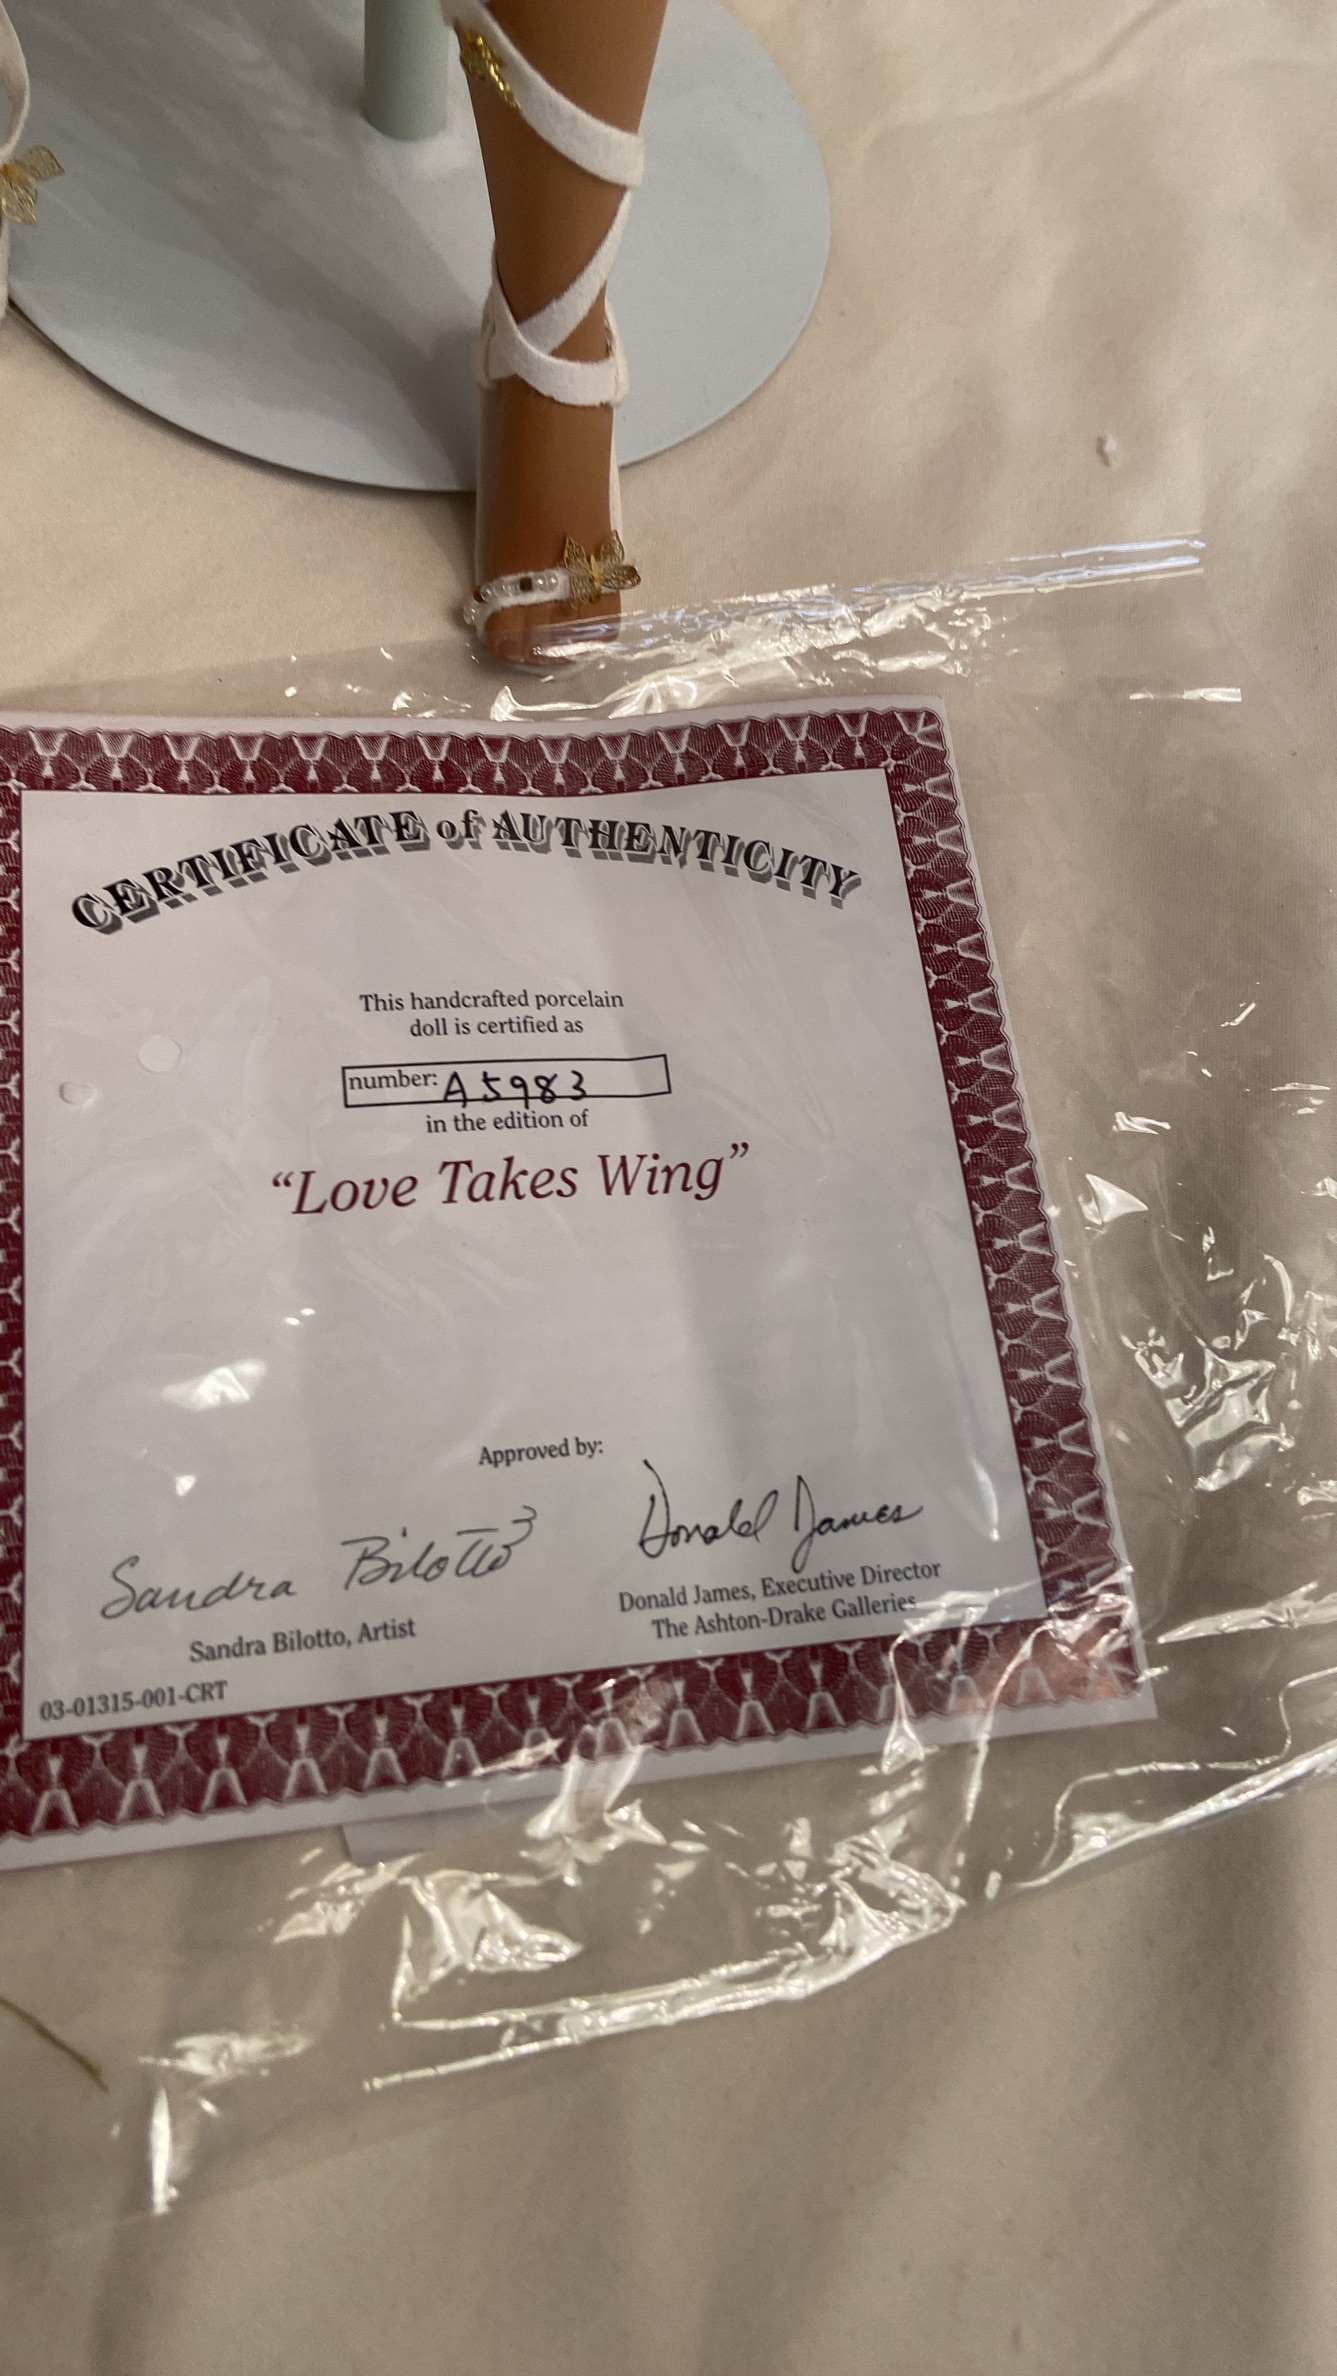 CERTIFICATE of AUTHENTICITY
This handcrafted porcelain
doll is certified as
number: A5983
in the edition of
“Love Takes Wing”
Approved by:
Sandra Bilotto
Donald James
Sandra Bilotto, Artist
Donald James, Executive Director
The Ashton-Drake Galleries
03-01315-001-CRT